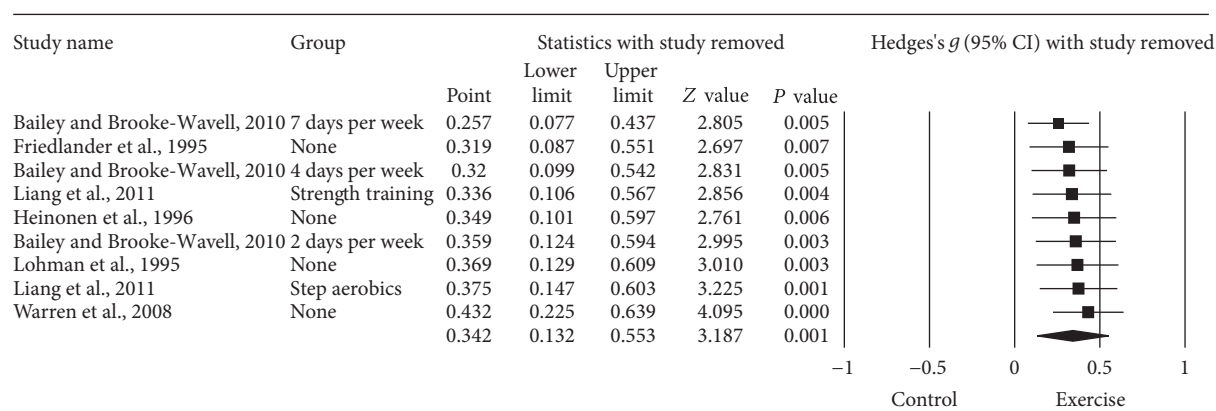 Study name Group Statistics with study removed Hedges's g (95% CI) with study removed
Lower Upper
Point limit limit Z value P value
Bailey and Brooke-Wavell, 2010 7 days per week 0.257 0.077 0.437 2.805 0.005
Friedlander et al., 1995 None 0.319 0.087 0.551 2.697 0.007
Bailey and Brooke-Wavell, 2010 4 days per week 0.32 0.099 0.542 2.831 0.005
Liang et al., 2011 Strength training 0.336 0.106 0.567 2.856 0.004
Heinonen et al., 1996 None 0.349 0.101 0.597 2.761 0.006
Bailey and Brooke-Wavell, 2010 2 days per week 0.359 0.124 0.594 2.995 0.003
Lohman et al., 1995 None 0.369 0.129 0.609 3.010 0.003
Liang et al., 2011 Step aerobics 0.375 0.147 0.603 3.225 0.001
Warren et al., 2008 None 0.432 0.225 0.639 4.095 0.000
0.342 0.132 0.553 3.187 0.001
−1 −0.5 0 0.5 1
Control Exercise